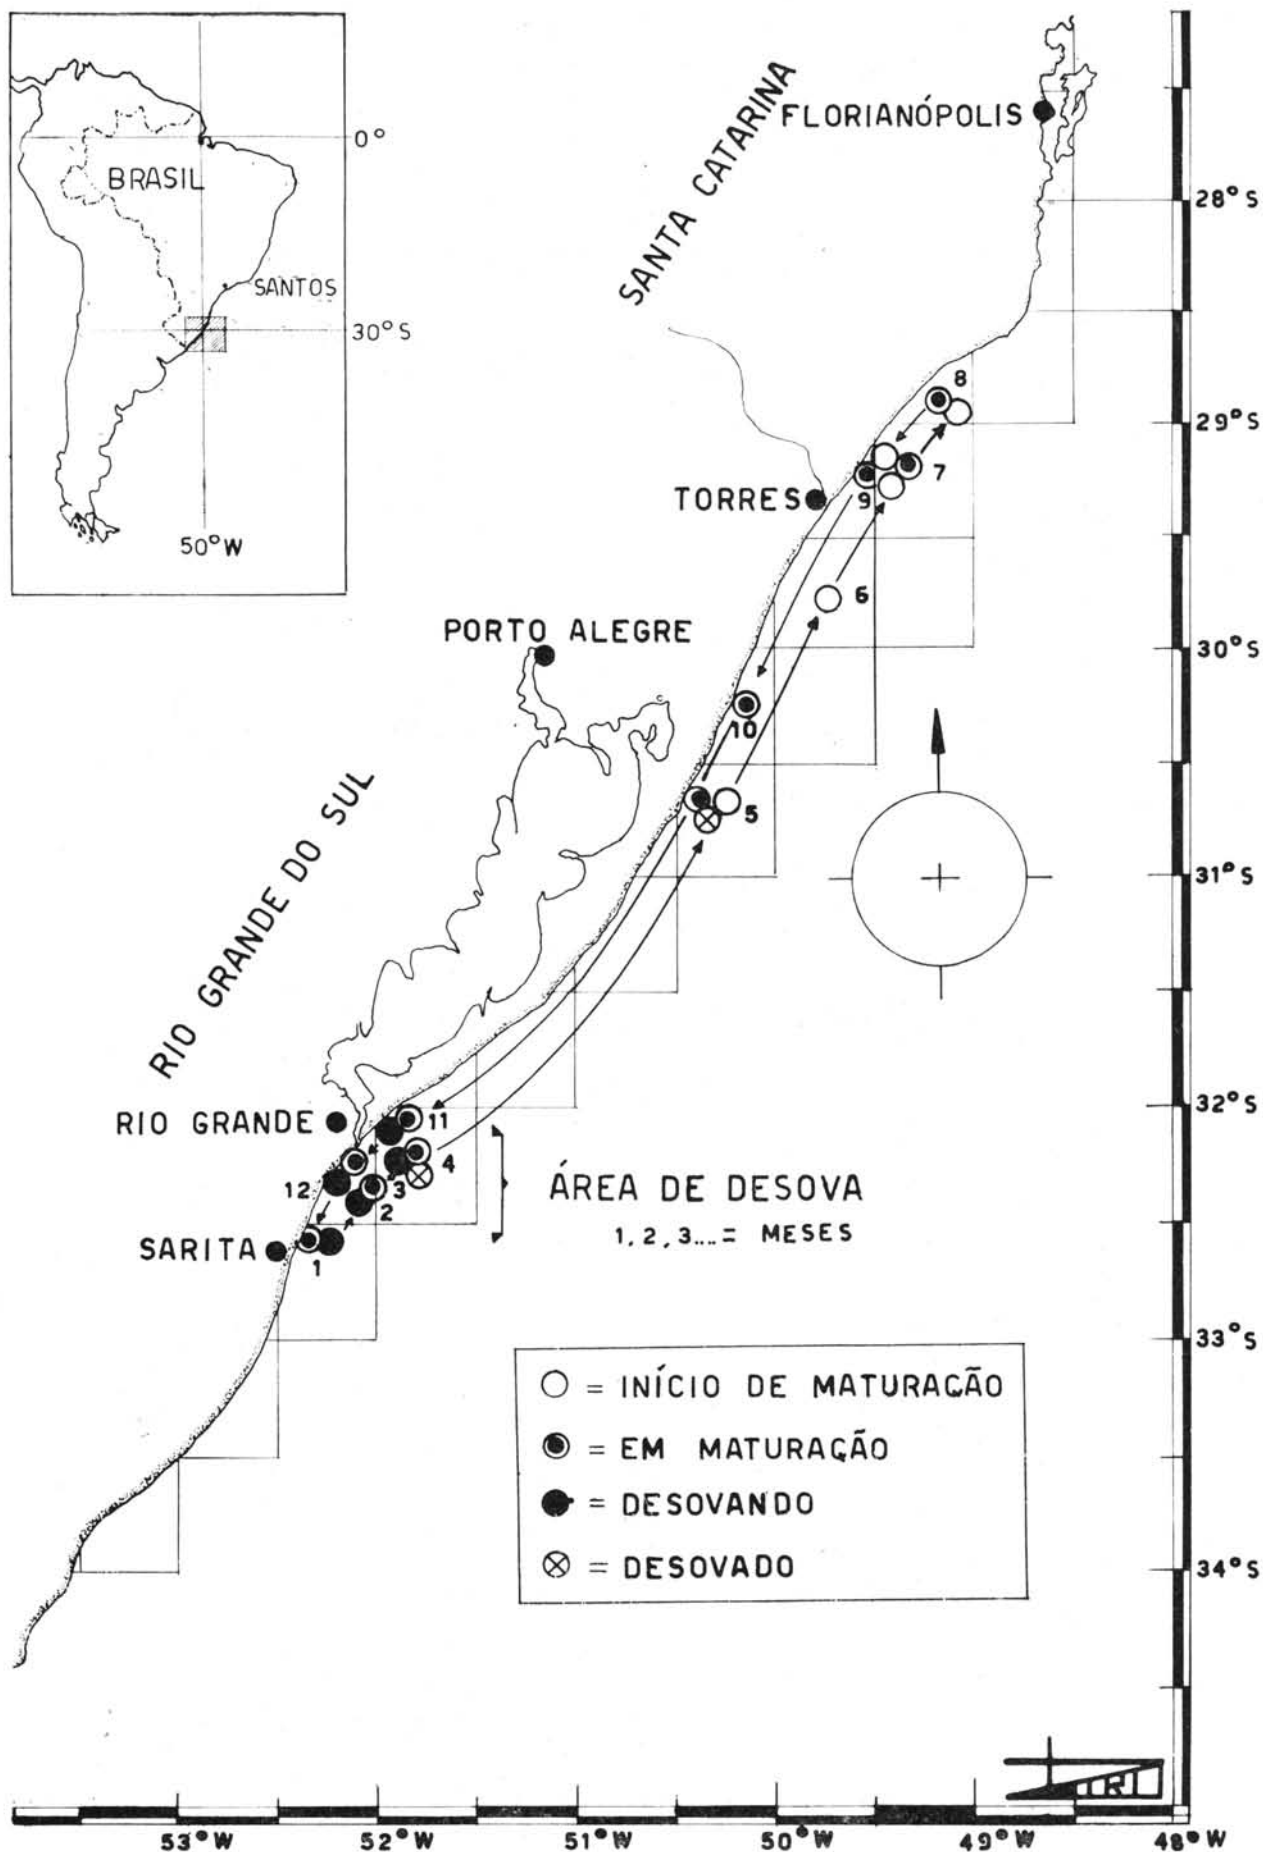 BRASIL
SANTOS
0°
30°S
50°W
SANTA CATARINA
FLORIANÓPOLIS
28°S
8
29°S
7
9
TORRES
6
30°S
PORTO ALEGRE
10
5
31°S
RIO GRANDE DO SUL
32°S
RIO GRANDE
11
4
12
3
2
SARITA
1
ÁREA DE DESOVA
1, 2, 3.... = MESES
33°S
= INÍCIO DE MATURAÇÃO
= EM MATURAÇÃO
= DESOVANDO
= DESOVADO
34°S
53°W
52°W
51°W
50°W
49°W
48°W